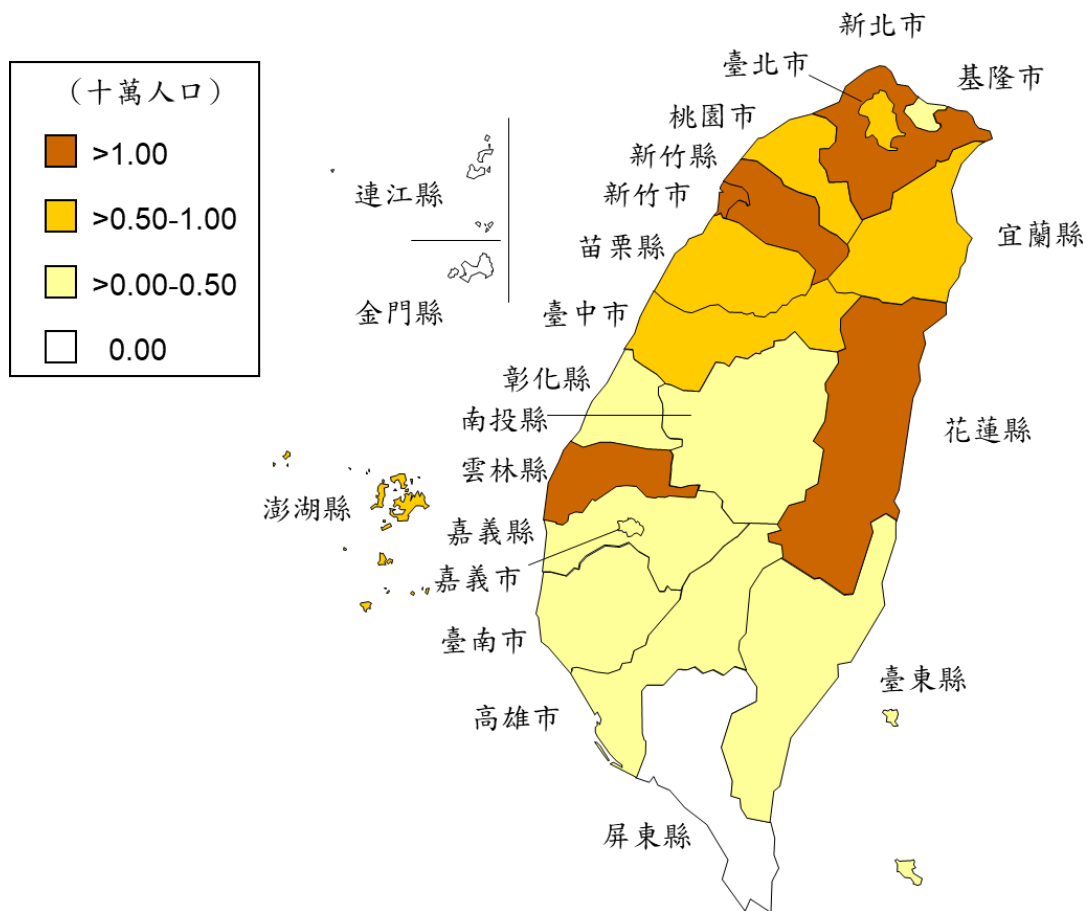 （十萬人口）
>1.00
>0.50-1.00
>0.00-0.50
0.00
新北市
臺北市
基隆市
桃園市
新竹縣
新竹市
連江縣
苗栗縣
宜蘭縣
金門縣
臺中市
彰化縣
南投縣
花蓮縣
雲林縣
澎湖縣
嘉義縣
嘉義市
臺南市
臺東縣
高雄市
屏東縣